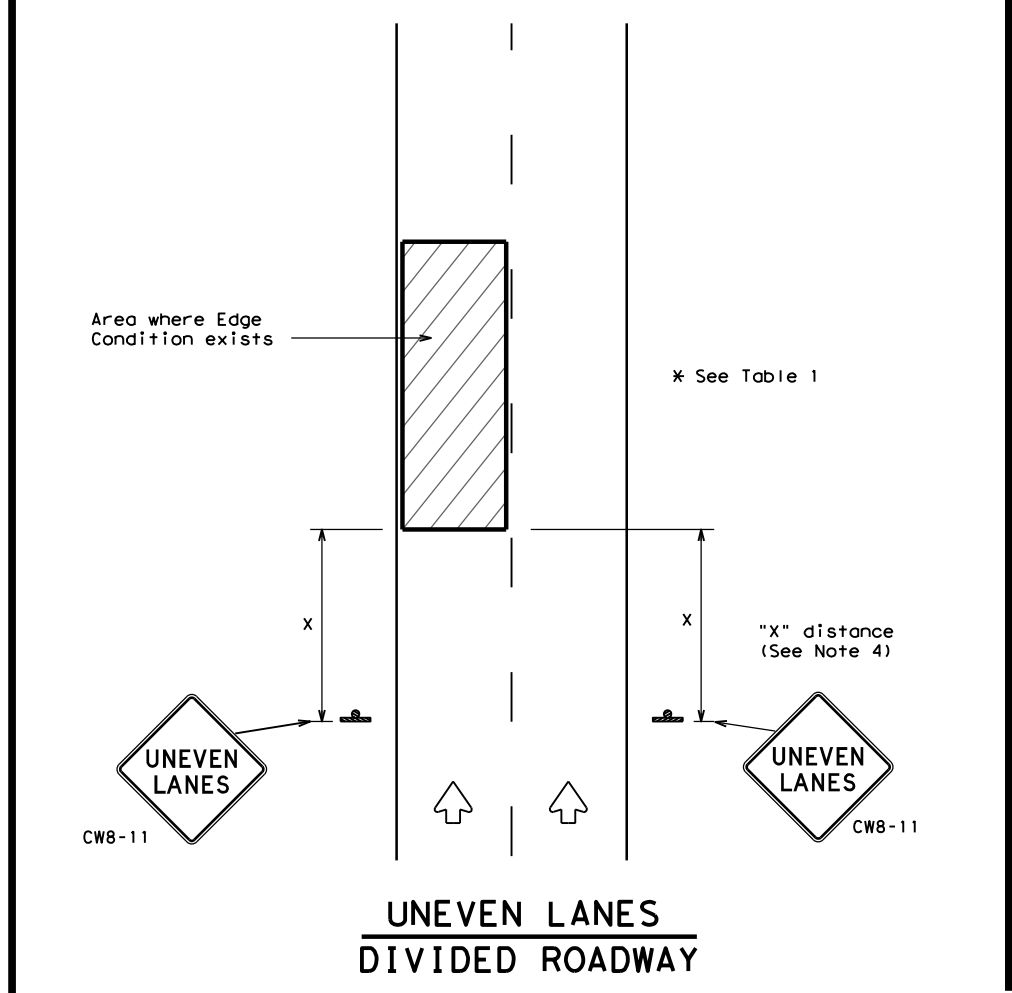 Area where Edge
Condition exists
* See Table 1
X
X
"X" distance
(See Note 4)
UNEVEN
LANES
CW8-11
UNEVEN
LANES
CW8-11
UNEVEN LANES
DIVIDED ROADWAY